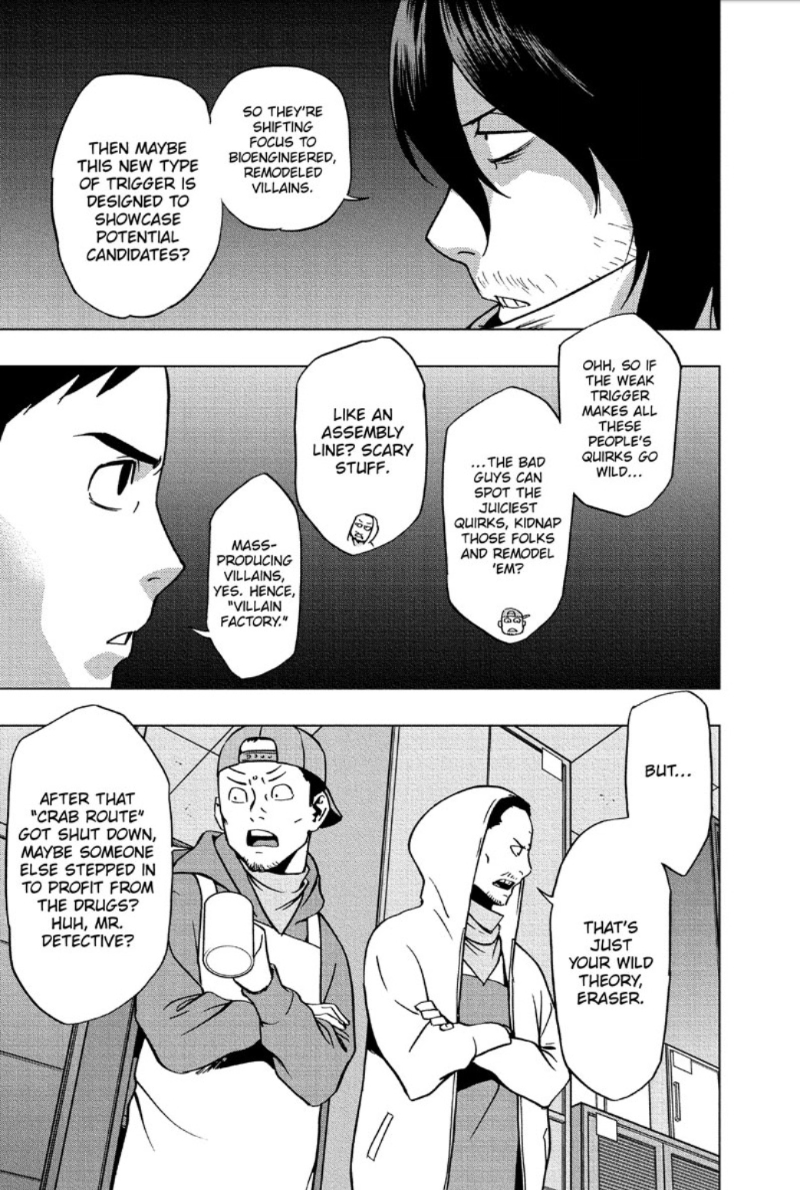 SO THEY'RE
SHIFTING
FOCUS TO
BIOENGINEERED,
REMODELED
VILLAINS.
THEN MAYBE
THIS NEW TYPE
OF TRIGGER IS
DESIGNED TO
SHOWCASE
POTENTIAL
CANDIDATES?
OHH, SO IF
THE WEAK
TRIGGER
MAKES ALL
THESE
PEOPLE'S
QUIRKS GO
WILD...
...THE BAD
GUYS CAN
SPOT THE
JUICIEST
QUIRKS, KIDNAP
THOSE FOLKS
AND REMODEL
'EM?
LIKE AN
ASSEMBLY
LINE? SCARY
STUFF.
MASS-
PRODUCING
VILLAINS,
YES. HENCE,
"VILLAIN
FACTORY."
BUT...
THAT'S
JUST
YOUR WILD
THEORY,
ERASER.
AFTER THAT
"CRAB ROUTE"
GOT SHUT DOWN,
MAYBE SOMEONE
ELSE STEPPED IN
TO PROFIT FROM
THE DRUGS?
HUH, MR.
DETECTIVE?